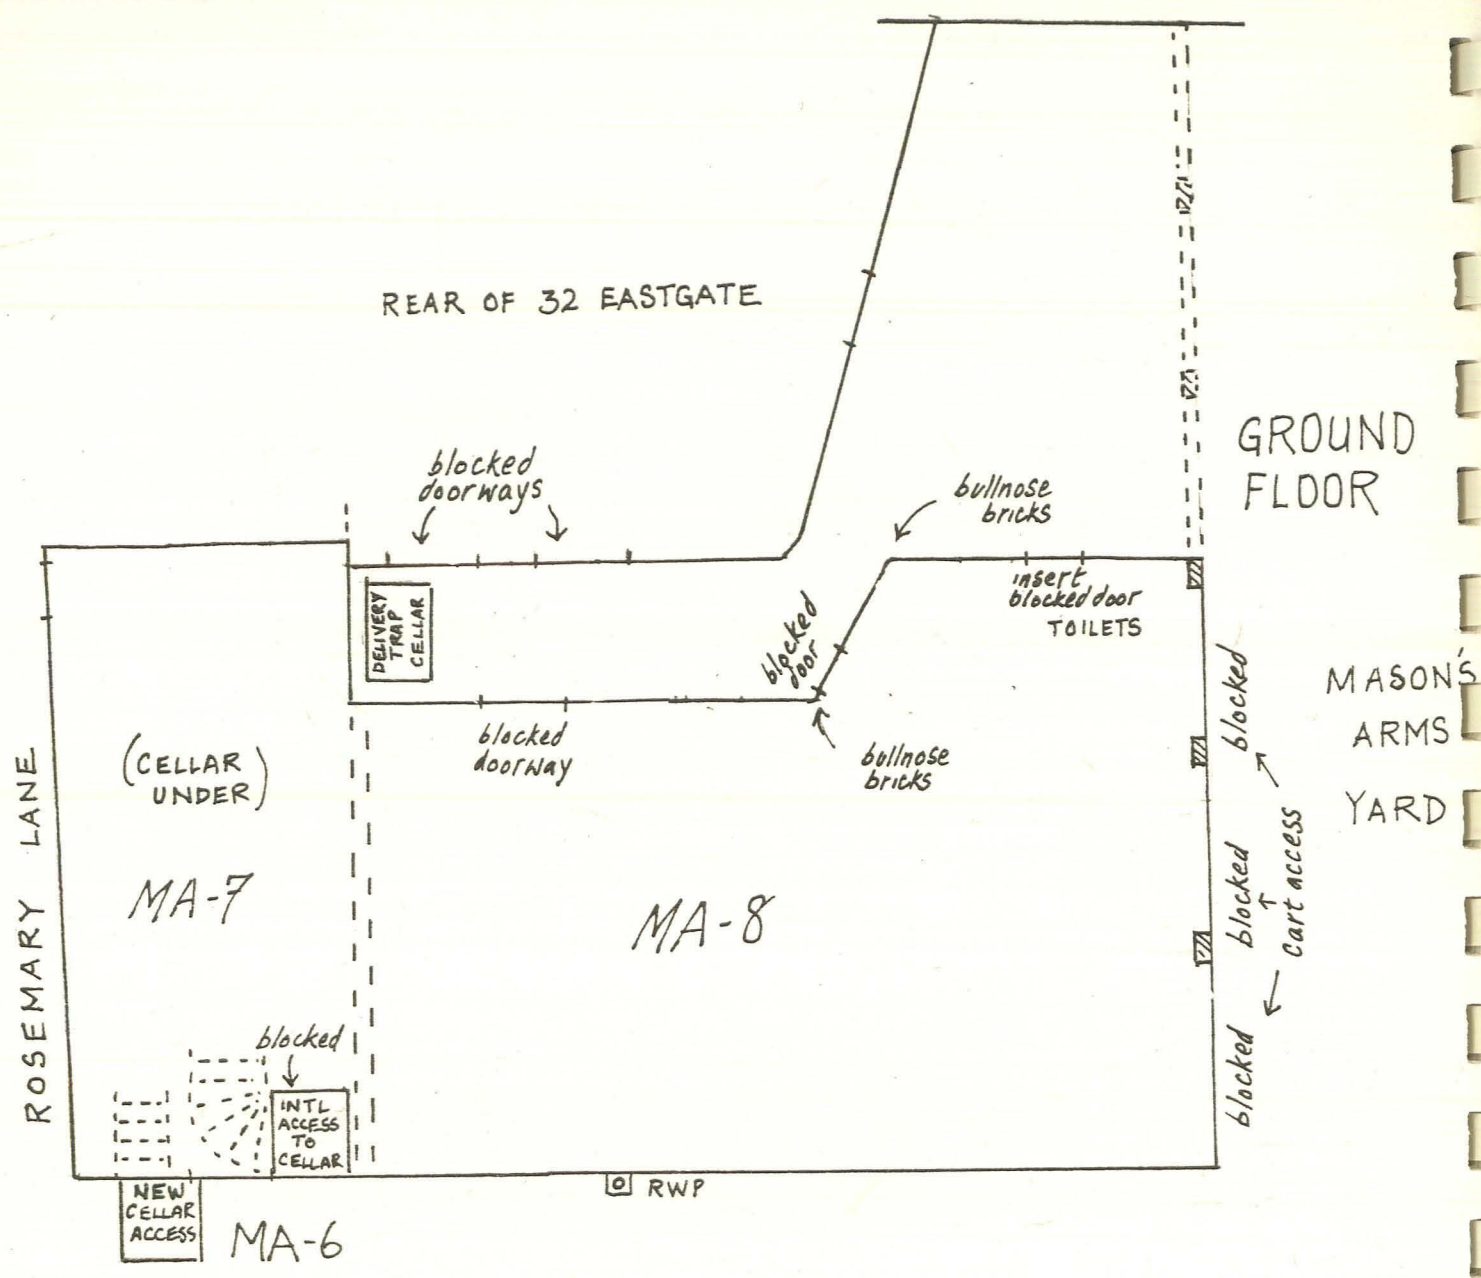 REAR OF 32 EASTGATE
GROUND
FLOOR
blocked
doorways
bullnose
bricks
DELIVERY
TRAP
CELLAR
blocked
door
insert
blocked door
TOILETS
blocked
doorway
bullnose
bricks
MASON'S
ARMS
YARD
blocked
blocked
blocked
cart access
ROSEMARY LANE
(CELLAR
UNDER)
MA-7
MA-8
blocked
INTL
ACCESS
TO
CELLAR
NEW
CELLAR
ACCESS
MA-6
RWP